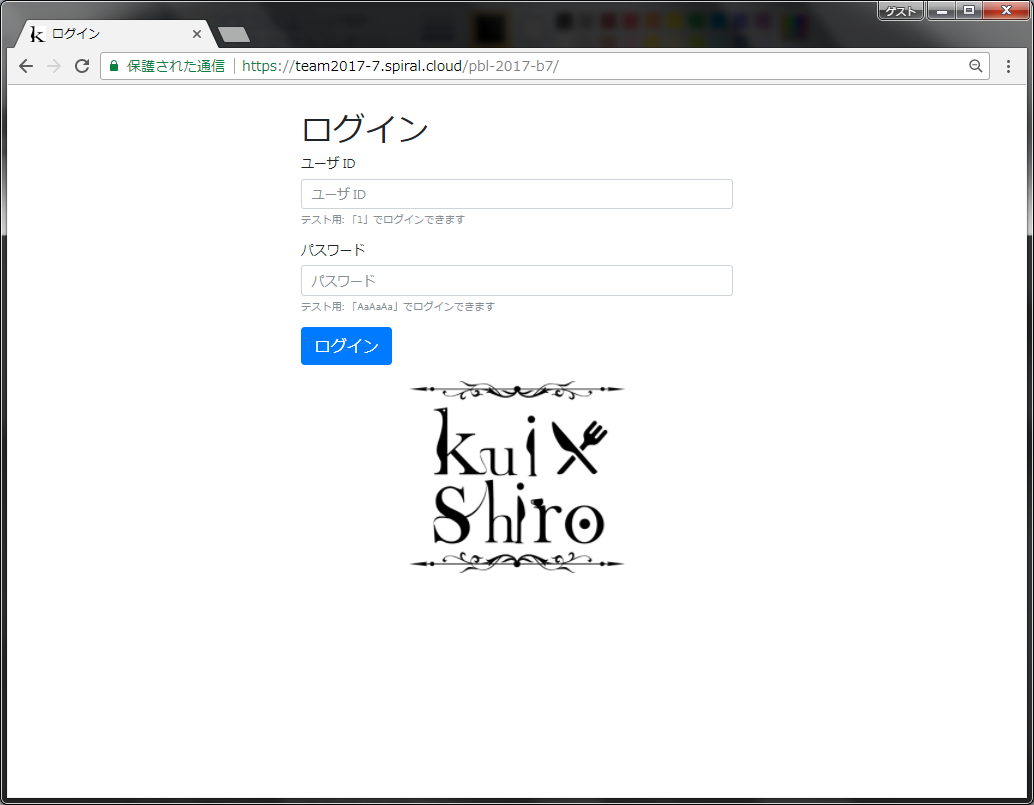 ゲスト
ログイン
保護された通信 https://team2017-7.spiral.cloud/pbl-2017-b7/
ログイン
ユーザ ID
ユーザ ID
テスト用:「1」でログインできます
パスワード
パスワード
テスト用:「AaAaAa」でログインできます
ログイン
kui
Shiro